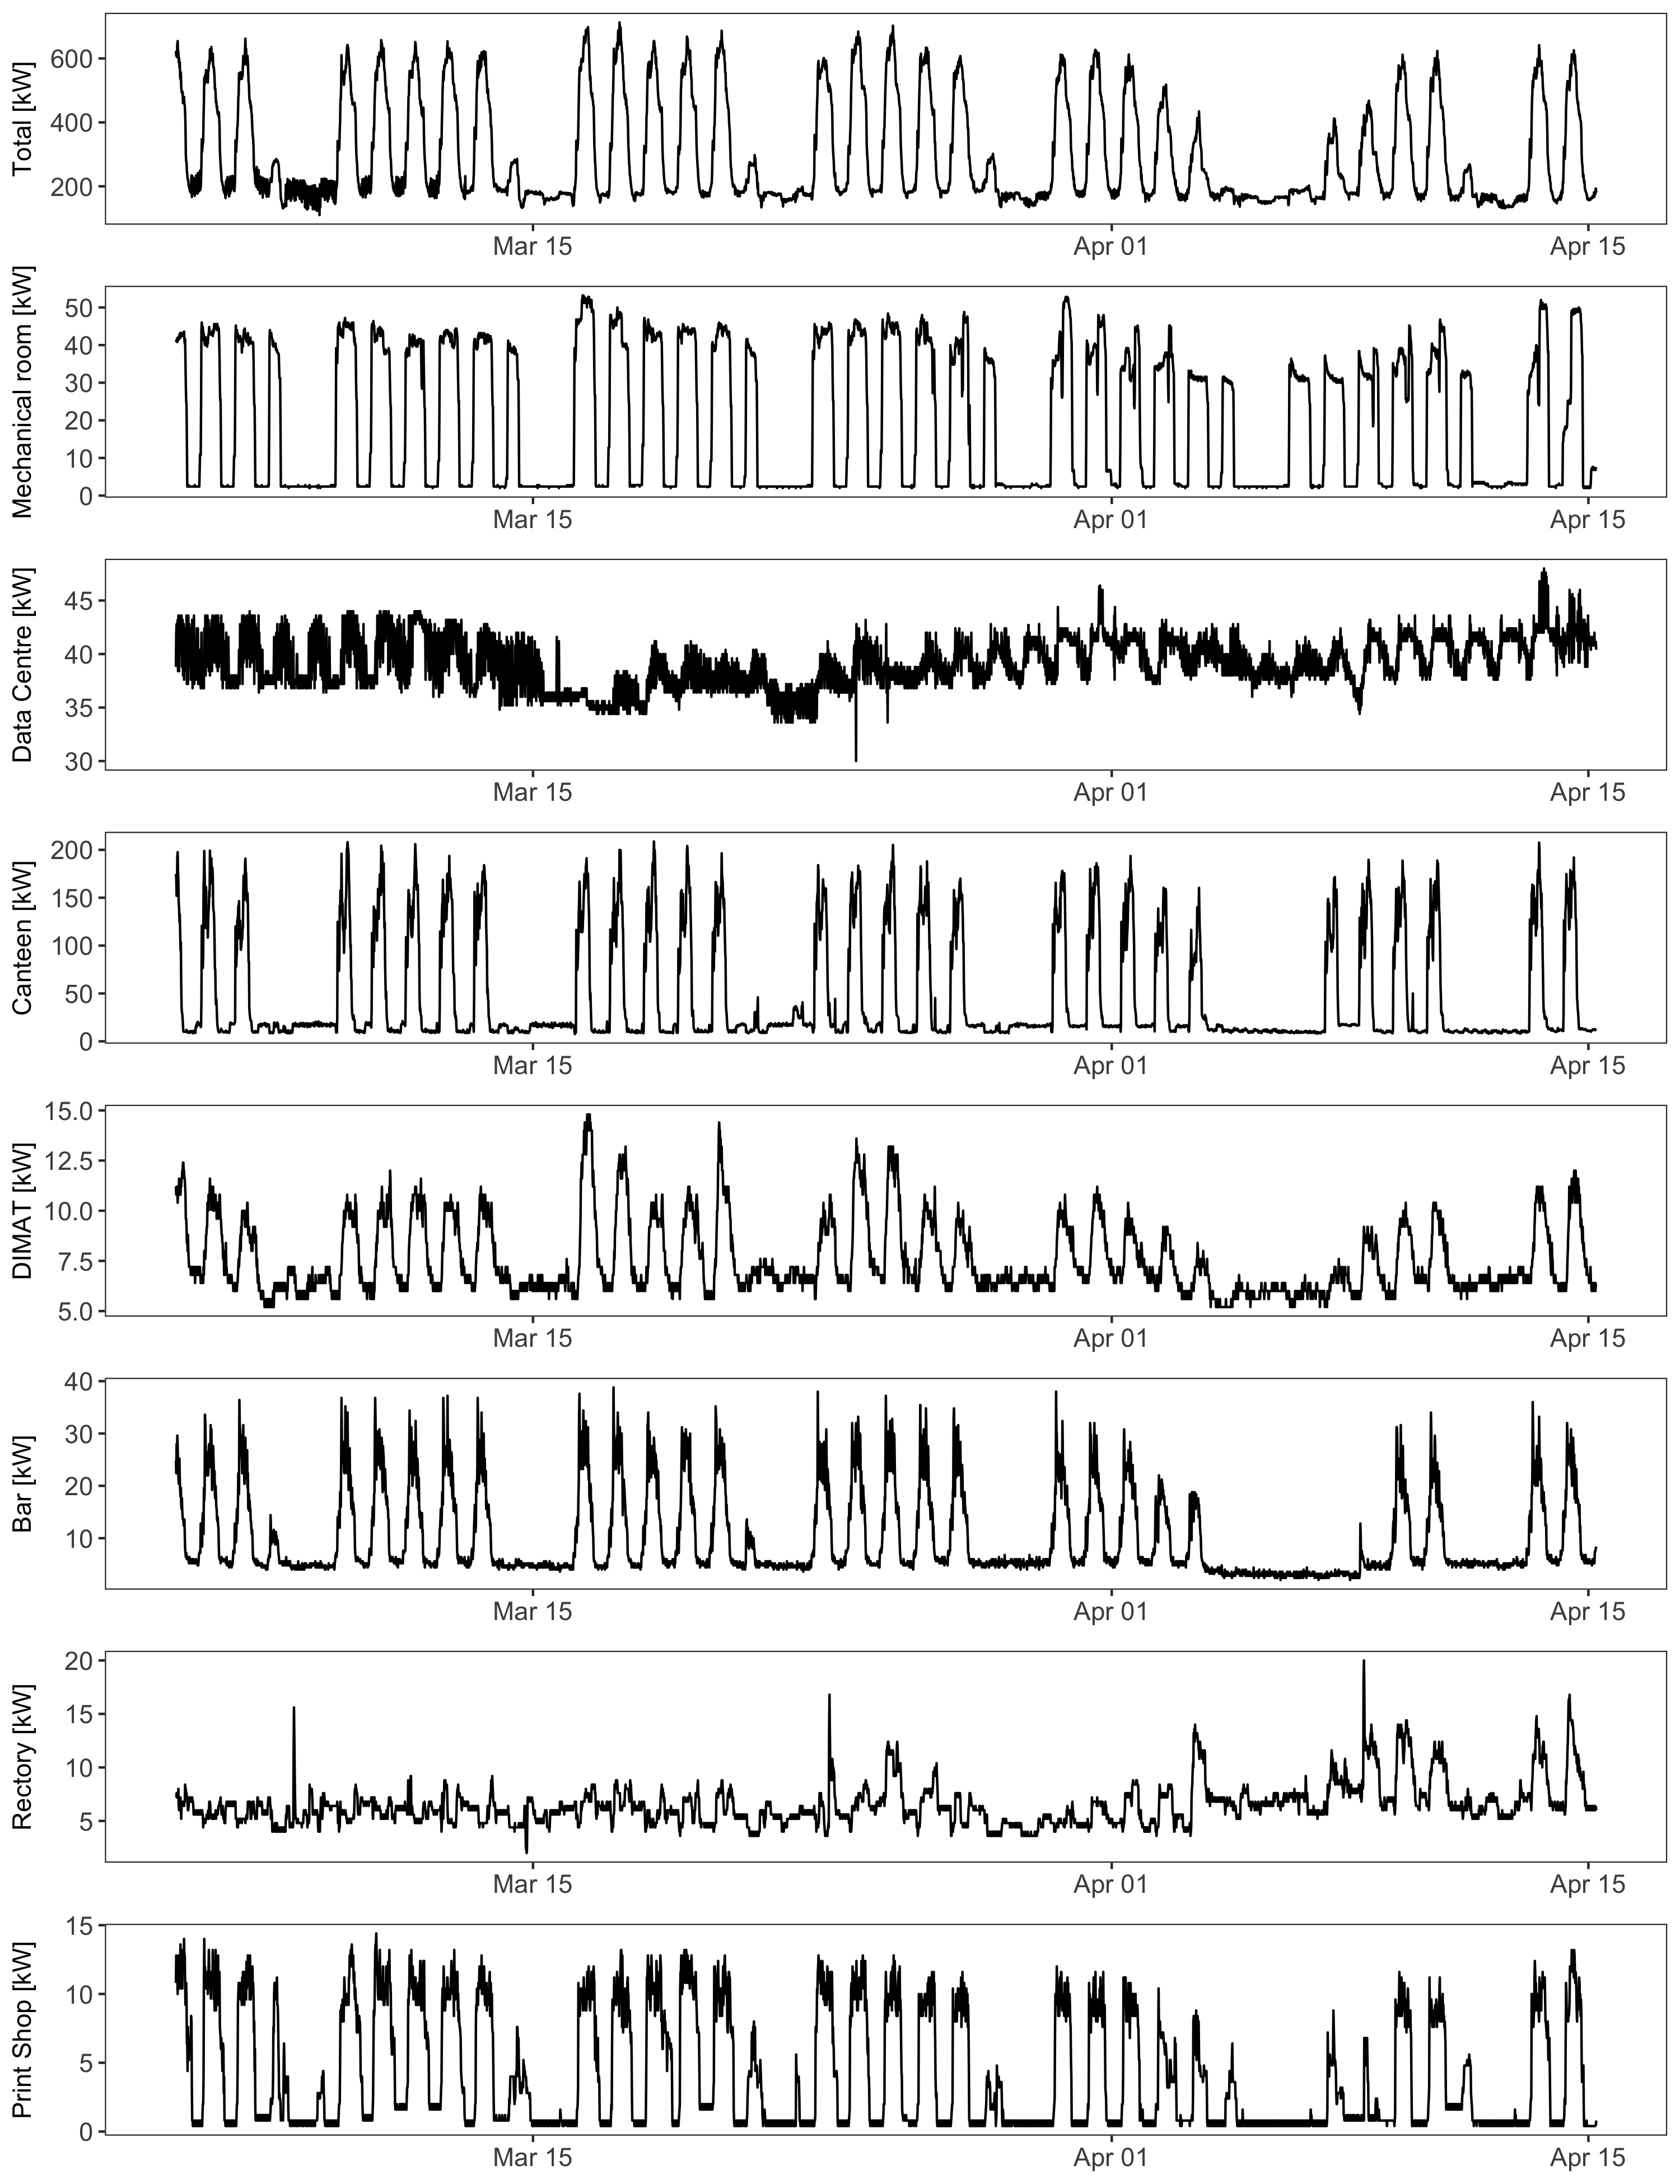 Total [kW]
600
400
200
Mar 15 Apr 01 Apr 15
Mechanical room [kW]
50
40
30
20
10
0
Mar 15 Apr 01 Apr 15
Data Centre [kW]
45
40
35
30
Mar 15 Apr 01 Apr 15
Canteen [kW]
200
150
100
50
0
Mar 15 Apr 01 Apr 15
DIMAT [kW]
15.0
12.5
10.0
7.5
5.0
Mar 15 Apr 01 Apr 15
Bar [kW]
40
30
20
10
Mar 15 Apr 01 Apr 15
Rectory [kW]
20
15
10
5
Mar 15 Apr 01 Apr 15
Print Shop [kW]
15
10
5
0
Mar 15 Apr 01 Apr 15